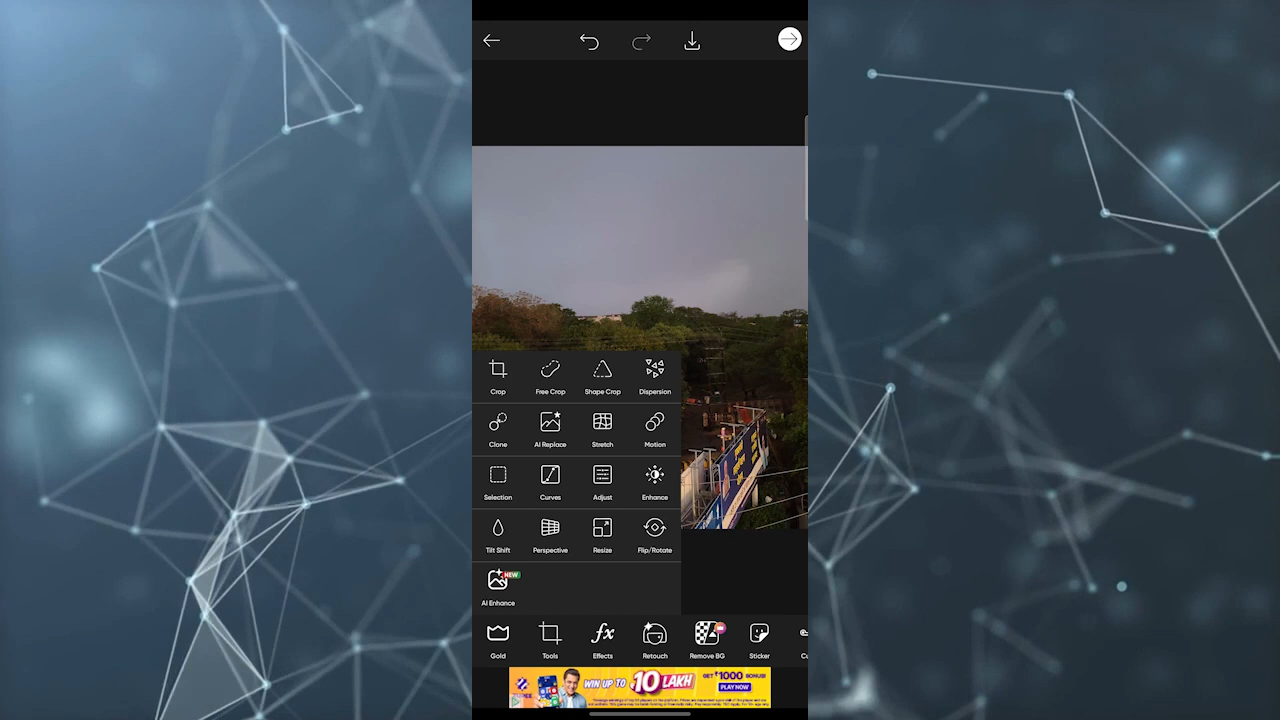 Crop Free Crop Shape Crop Dispersion
Clone AI Replace Stretch Motion
Selection Curves Adjust Enhance
Tilt Shift Perspective Resize Flip/Rotate
NEW
AI Enhance
Gold Tools Effects Retouch Remove BG Sticker Cu
WIN UP TO ₹10 LAKH
GET ₹1000 BONUS!
PLAY NOW